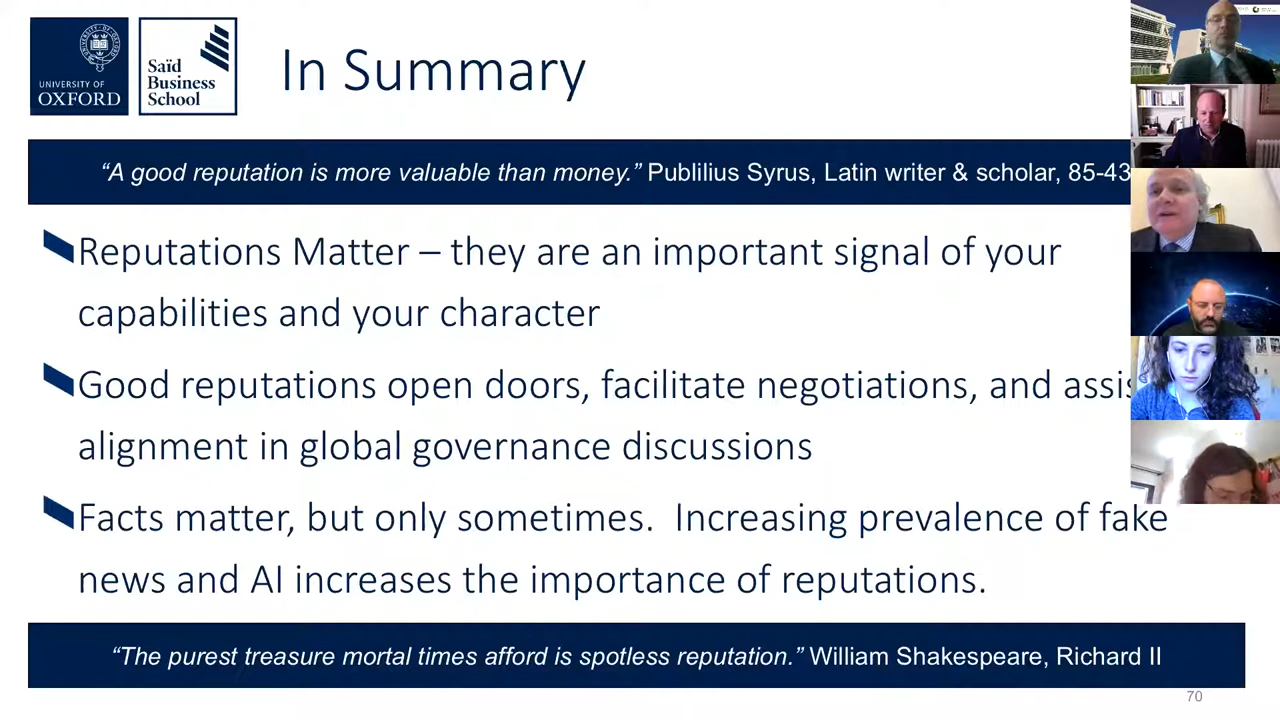 UNIVERSITY OF
OXFORD
Saïd
Business
School
In Summary
“A good reputation is more valuable than money.” Publilius Syrus, Latin writer & scholar, 85-43
Reputations Matter – they are an important signal of your
capabilities and your character
Good reputations open doors, facilitate negotiations, and
alignment in global governance discussions
Facts matter, but only sometimes. Increasing prevalence of fake
news and AI increases the importance of reputations.
“The purest treasure mortal times afford is spotless reputation.” William Shakespeare, Richard II
70